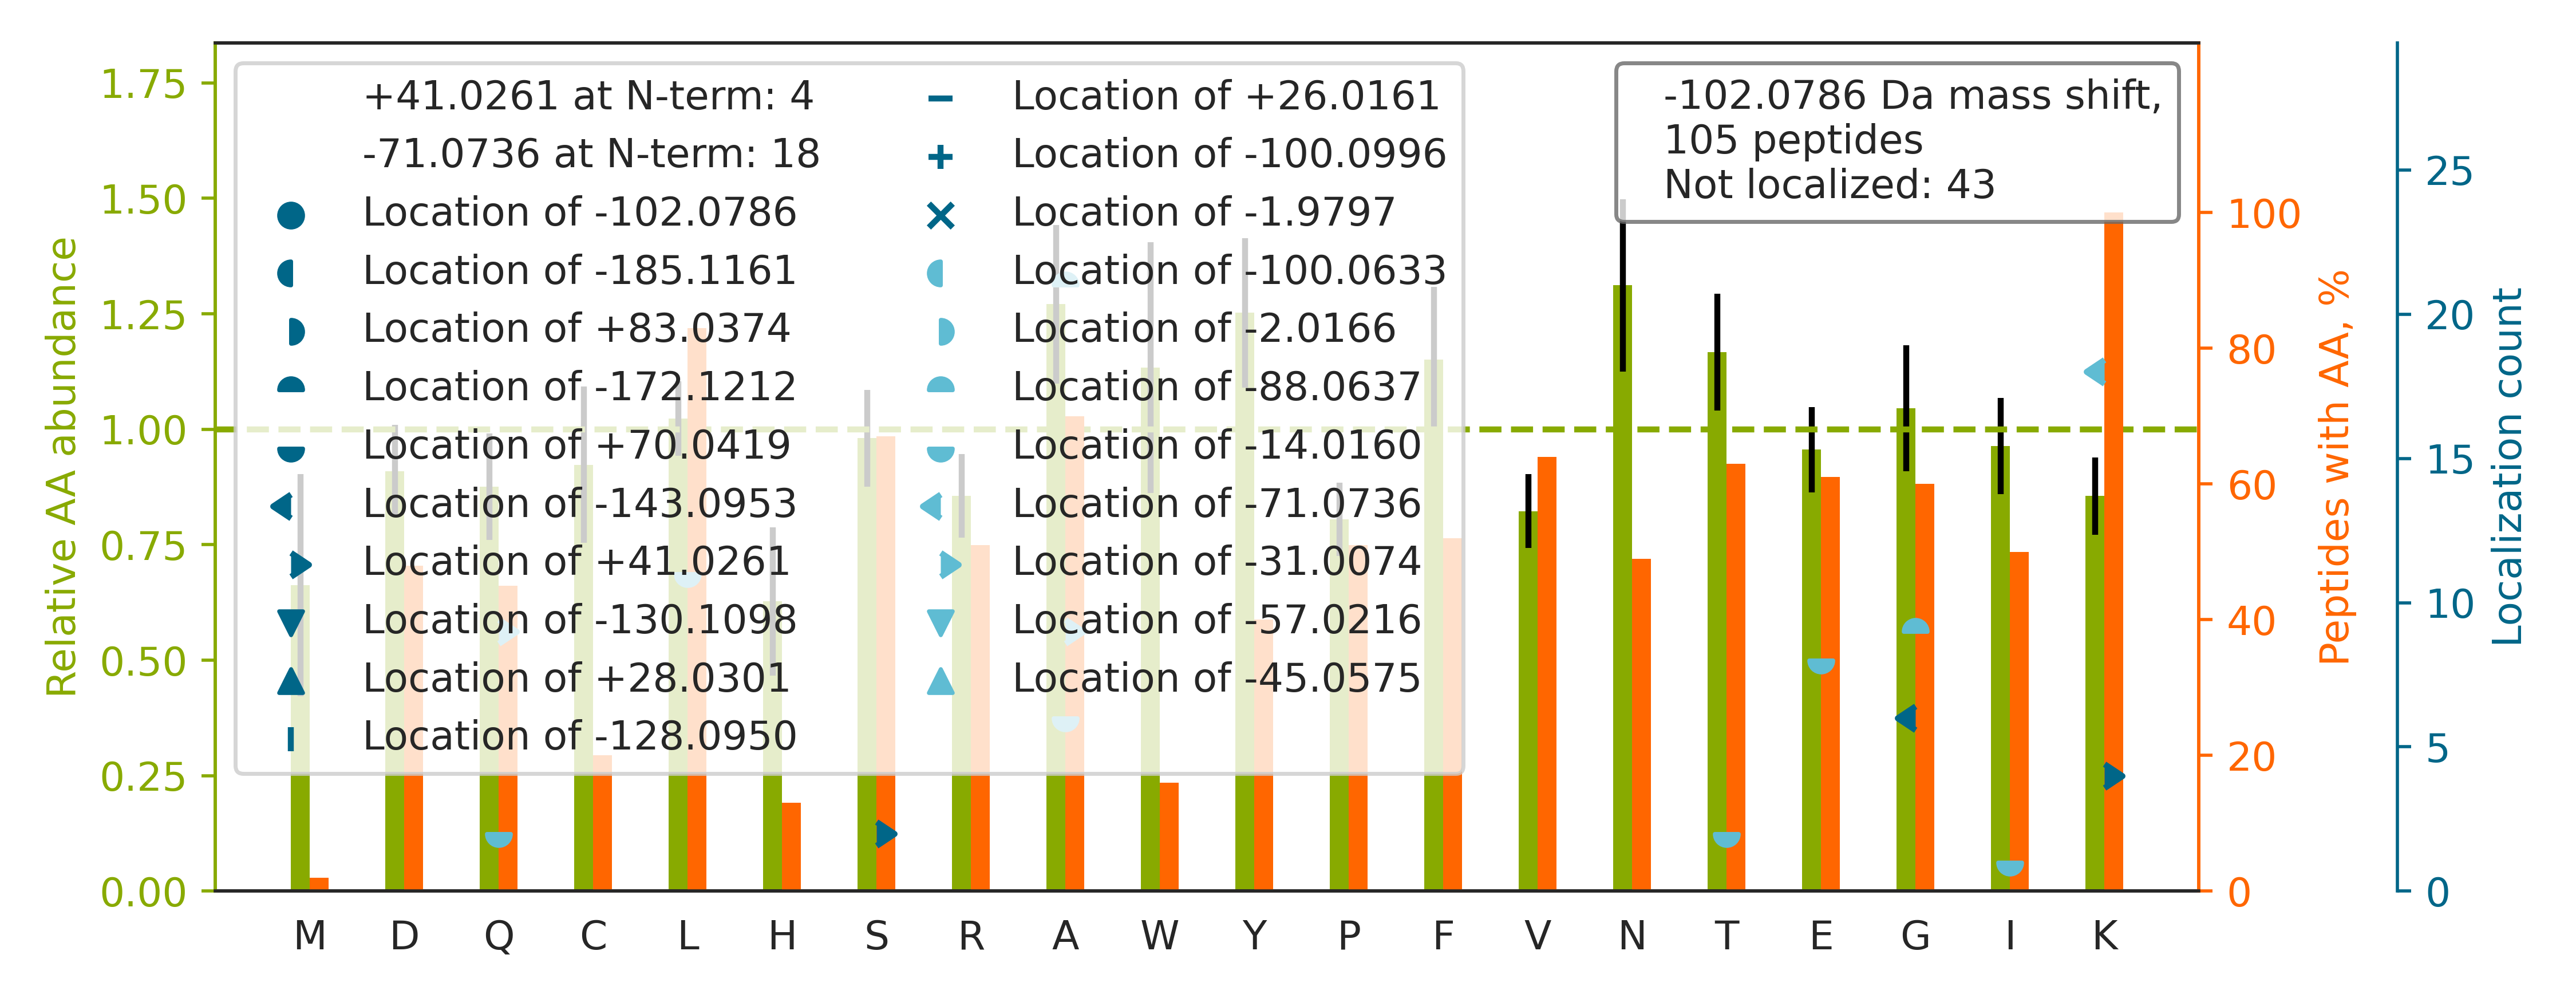 +41.0261 at N-term: 4
-71.0736 at N-term: 18
Location of -102.0786
Location of -185.1161
Location of +83.0374
Location of -172.1212
Location of +70.0419
Location of -143.0953
Location of +41.0261
Location of -130.1098
Location of +28.0301
Location of -128.0950
Location of +26.0161
Location of -100.0996
Location of -1.9797
Location of -100.0633
Location of -2.0166
Location of -88.0637
Location of -14.0160
Location of -71.0736
Location of -31.0074
Location of -57.0216
Location of -45.0575
-102.0786 Da mass shift,
105 peptides
Not localized: 43
Relative AA abundance
1.75
1.50
1.25
1.00
0.75
0.50
0.25
0.00
M D Q C L H S R A W Y P F V N T E G I K
100
80
60
40
20
0
Peptides with AA, %
25
20
15
10
5
0
Localization count